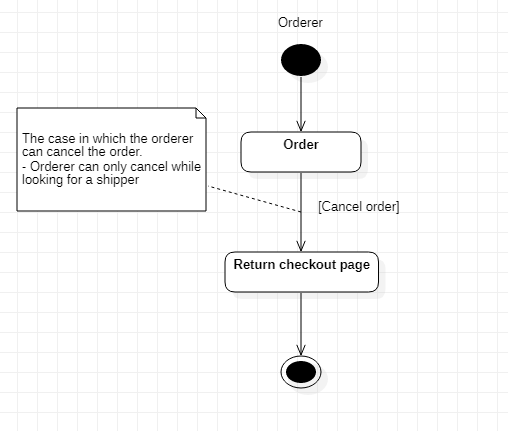 Orderer
The case in which the orderer
can cancel the order.
- Orderer can only cancel while
looking for a shipper
Order
[Cancel order]
Return checkout page